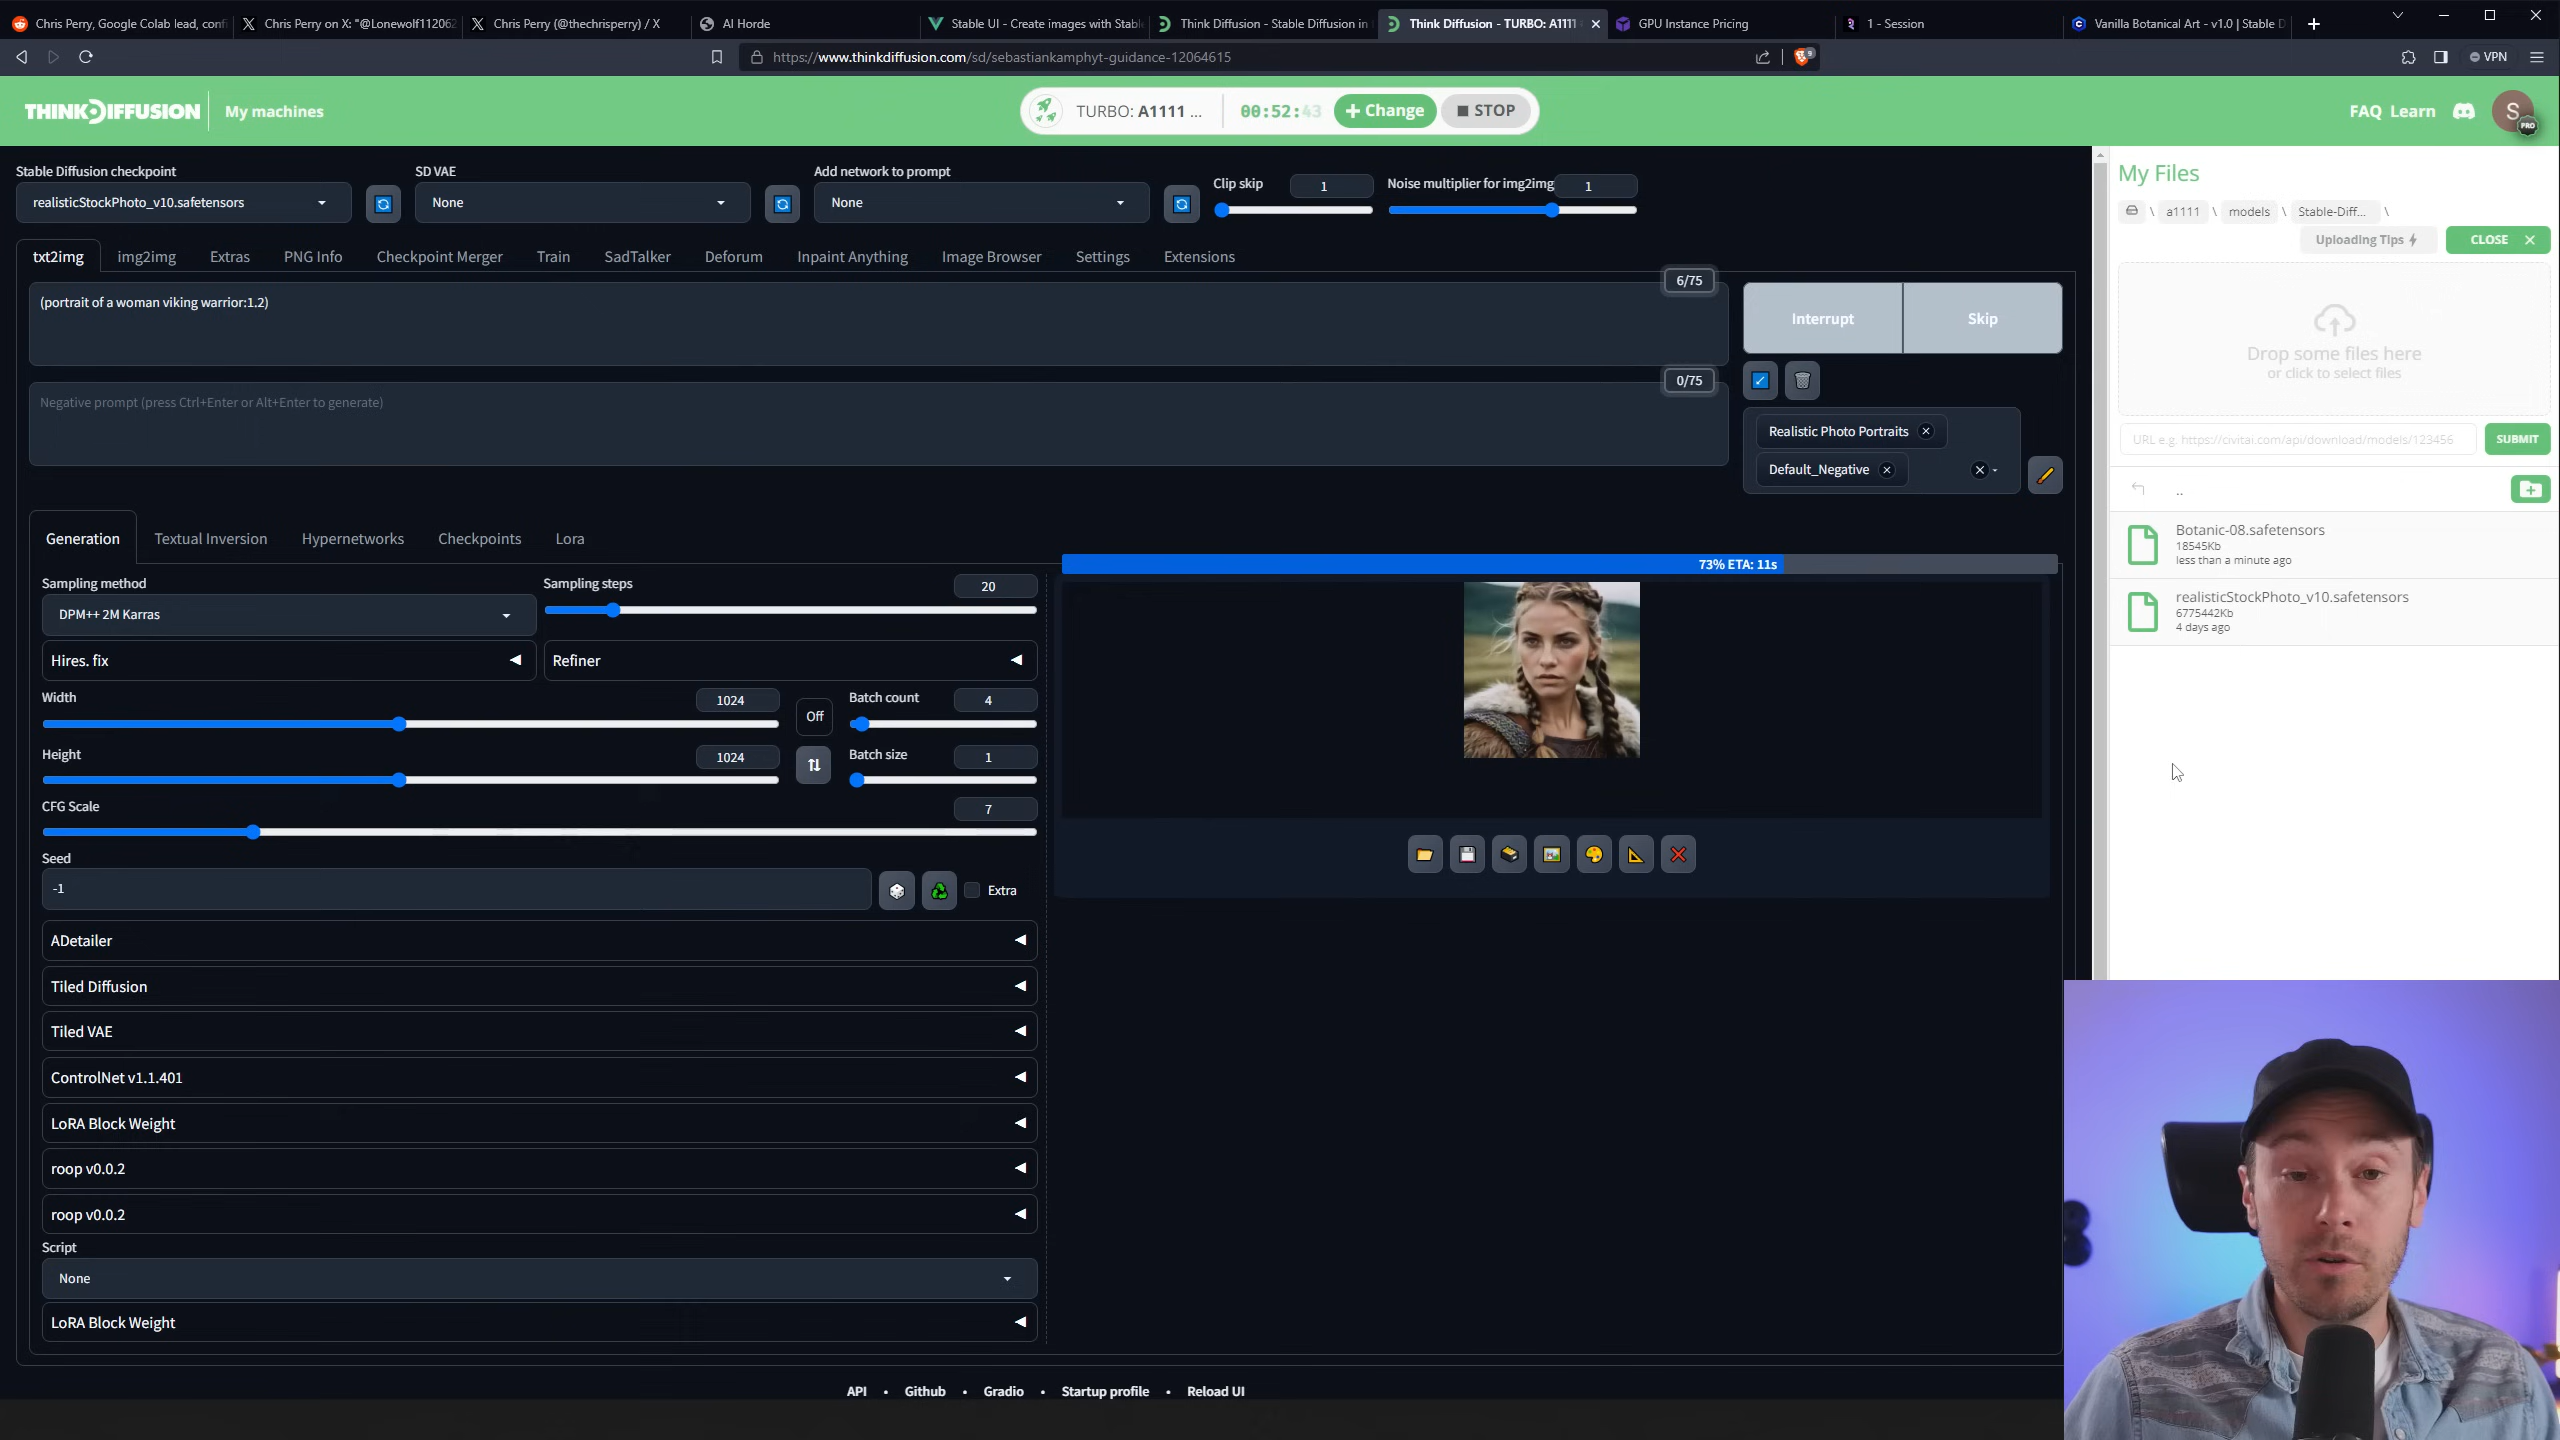 Chris Perry, Google Colab lead, conf
Chris Perry on X: "@Lonewolf112062
Chris Perry (@thechrisperry) / X
AI Horde
Stable UI - Create images with Stabl
Think Diffusion - Stable Diffusion in
Think Diffusion - TURBO: A1111
GPU Instance Pricing
1 - Session
Vanilla Botanical Art - v1.0 | Stable D
https://www.thinkdiffusion.com/sd/sebastiankamphyt-guidance-12064615
9
VPN
THINKDIFFUSION
My machines
TURBO: A1111 ...
00:52:43
Change
STOP
FAQ
Learn
S
PRO
Stable Diffusion checkpoint
realisticStockPhoto_v10.safetensors
SD VAE
None
Add network to prompt
None
Clip skip
1
Noise multiplier for img2img
1
txt2img
img2img
Extras
PNG Info
Checkpoint Merger
Train
SadTalker
Deforum
Inpaint Anything
Image Browser
Settings
Extensions
6/75
(portrait of a woman viking warrior:1.2)
0/75
Negative prompt (press Ctrl+Enter or Alt+Enter to generate)
Interrupt
Skip
Realistic Photo Portraits
Default_Negative
Generation
Textual Inversion
Hypernetworks
Checkpoints
Lora
Sampling method
DPM++ 2M Karras
Sampling steps
20
Hires. fix
Refiner
Width
1024
Off
Batch count
4
Height
1024
Batch size
1
CFG Scale
7
Seed
-1
Extra
ADetailer
Tiled Diffusion
Tiled VAE
ControlNet v1.1.401
LoRA Block Weight
roop v0.0.2
roop v0.0.2
Script
None
LoRA Block Weight
73% ETA: 11s
API • Github • Gradio • Startup profile • Reload UI
My Files
\ a1111 \ models \ Stable-Diff... \
Uploading Tips
CLOSE
Drop some files here
or click to select files
URL e.g. https://civitai.com/api/download/models/123456
SUBMIT
..
Botanic-08.safetensors
18545Kb
less than a minute ago
realisticStockPhoto_v10.safetensors
6775442Kb
4 days ago